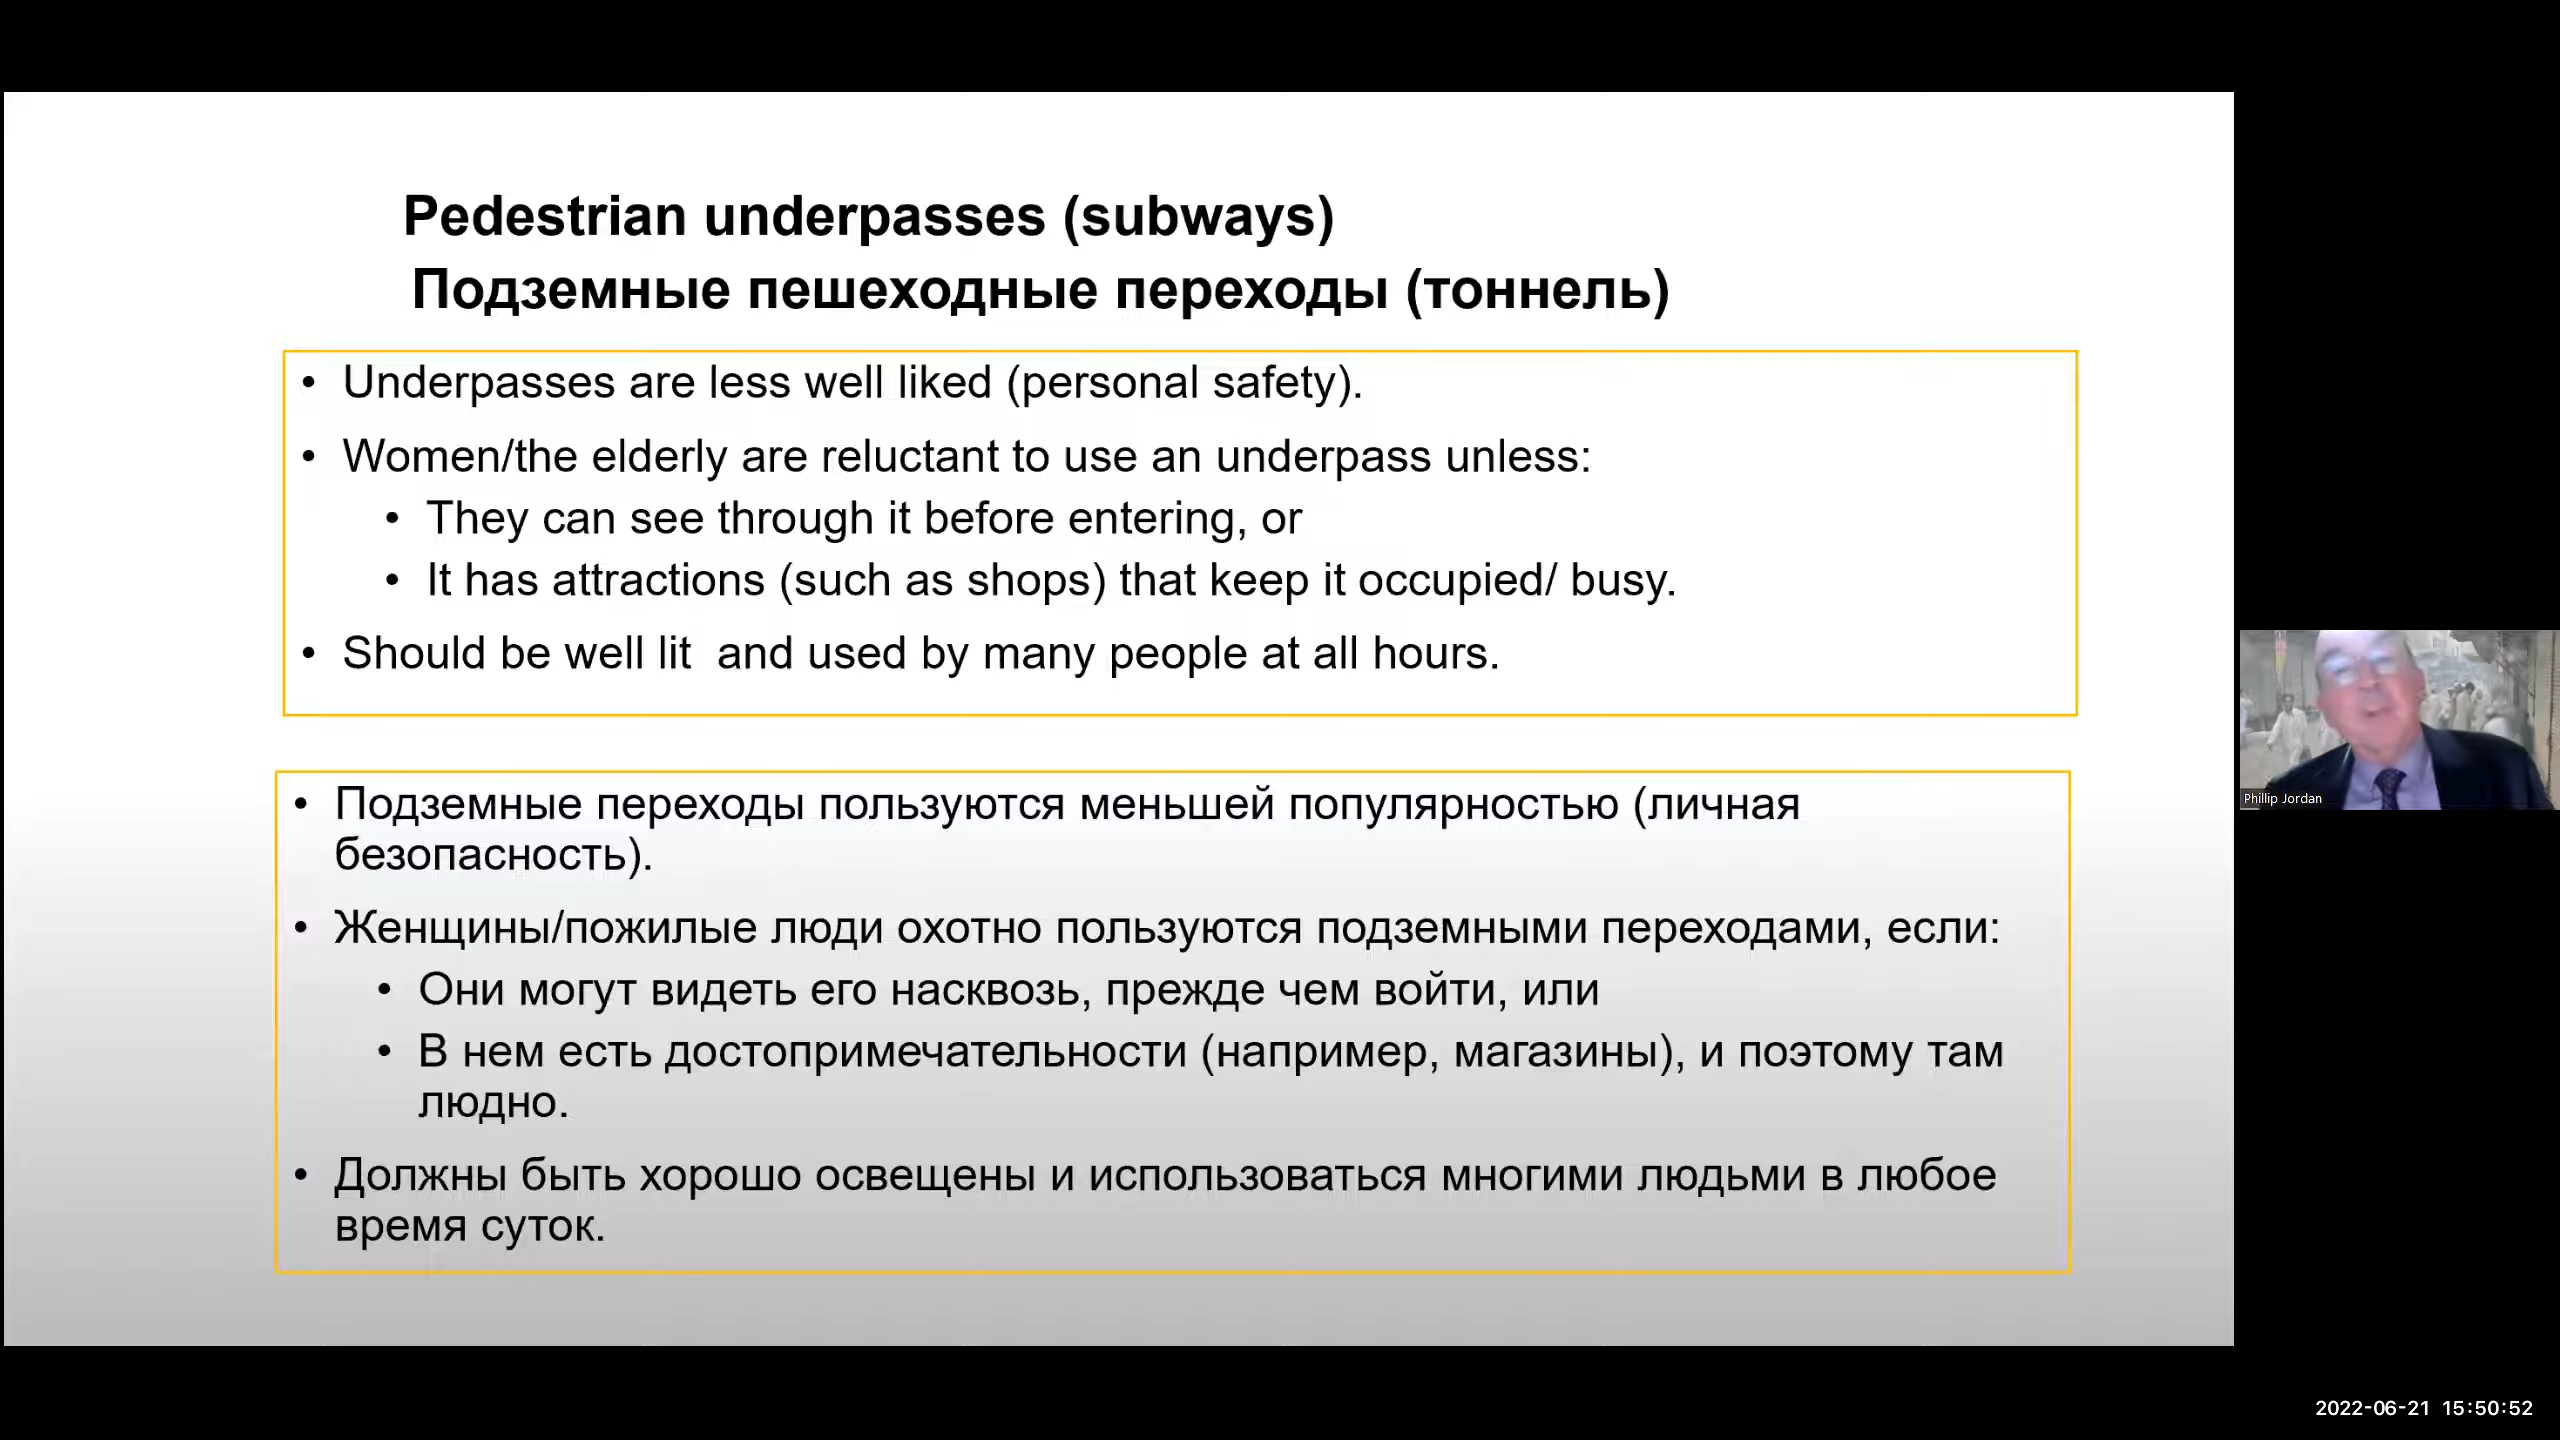 Pedestrian underpasses (subways)
Подземные пешеходные переходы (тоннель)
• Underpasses are less well liked (personal safety).
• Women/the elderly are reluctant to use an underpass unless:
• They can see through it before entering, or
• It has attractions (such as shops) that keep it occupied/ busy.
• Should be well lit  and used by many people at all hours.
• Подземные переходы пользуются меньшей популярностью (личная
безопасность).
• Женщины/пожилые люди охотно пользуются подземными переходами, если:
• Они могут видеть его насквозь, прежде чем войти, или
• В нем есть достопримечательности (например, магазины), и поэтому там
людно.
• Должны быть хорошо освещены и использоваться многими людьми в любое
время суток.
Phillip Jordan
2022-06-21 15:50:52